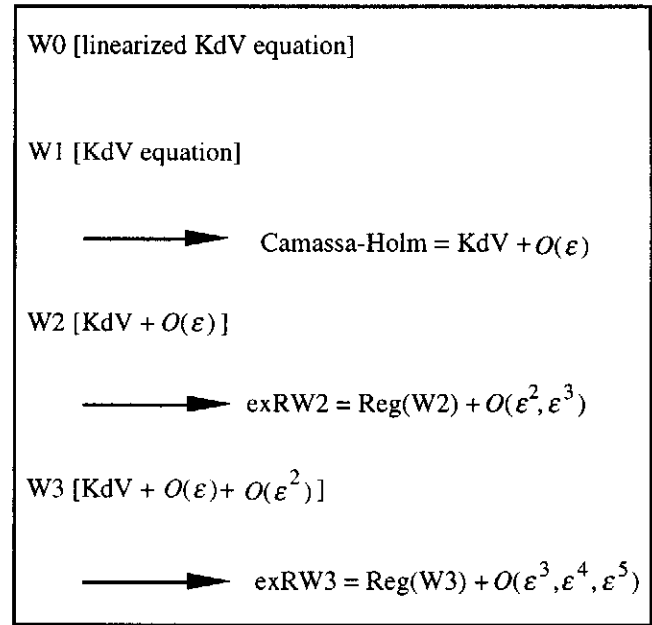 W0 [linearized KdV equation]
W1 [KdV equation]
Camassa-Holm = KdV + O(ε)
W2 [KdV + O(ε)]
exRW2 = Reg(W2) + O(ε²,ε³)
W3 [KdV + O(ε)+ O(ε²)]
exRW3 = Reg(W3) + O(ε³,ε⁴,ε⁵)